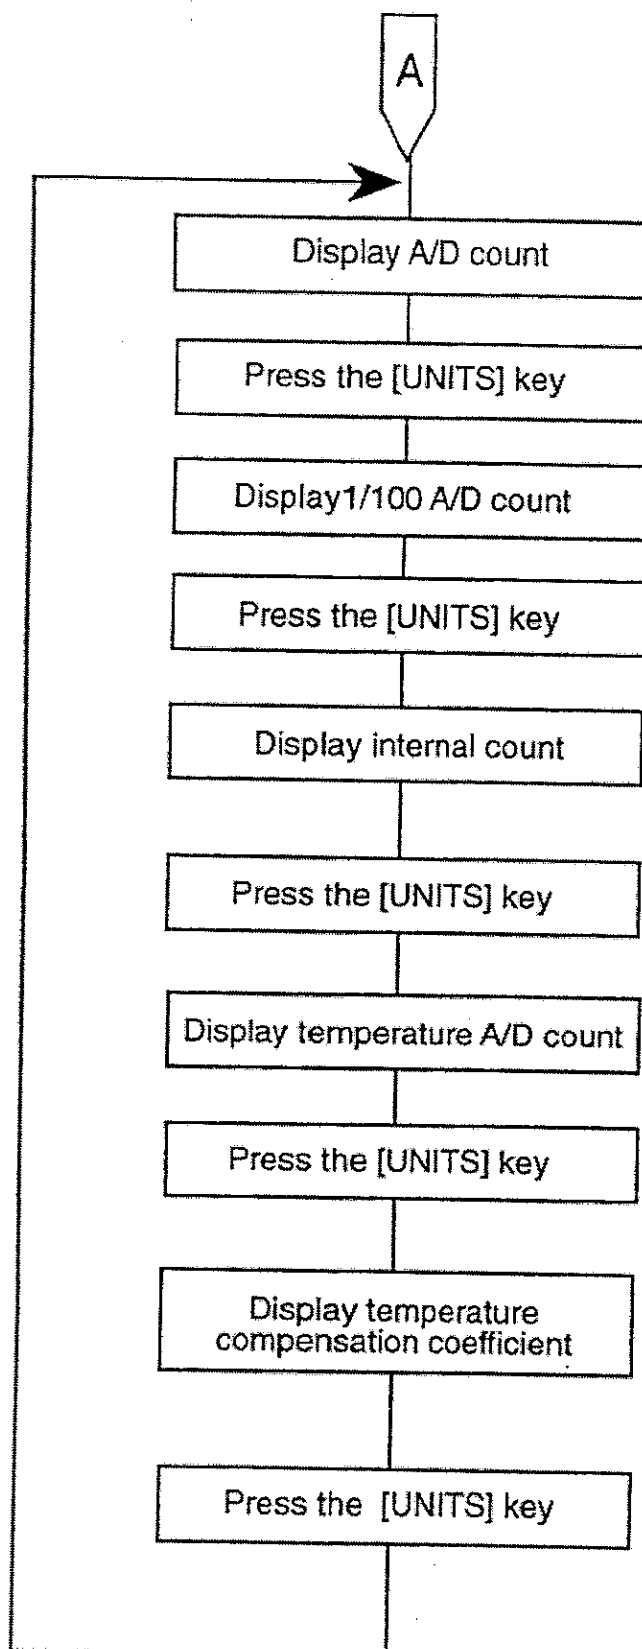 A
Display A/D count
Press the [UNITS] key
Display1/100 A/D count
Press the [UNITS] key
Display internal count
Press the [UNITS] key
Display temperature A/D count
Press the [UNITS] key
Display temperature
compensation coefficient
Press the [UNITS] key